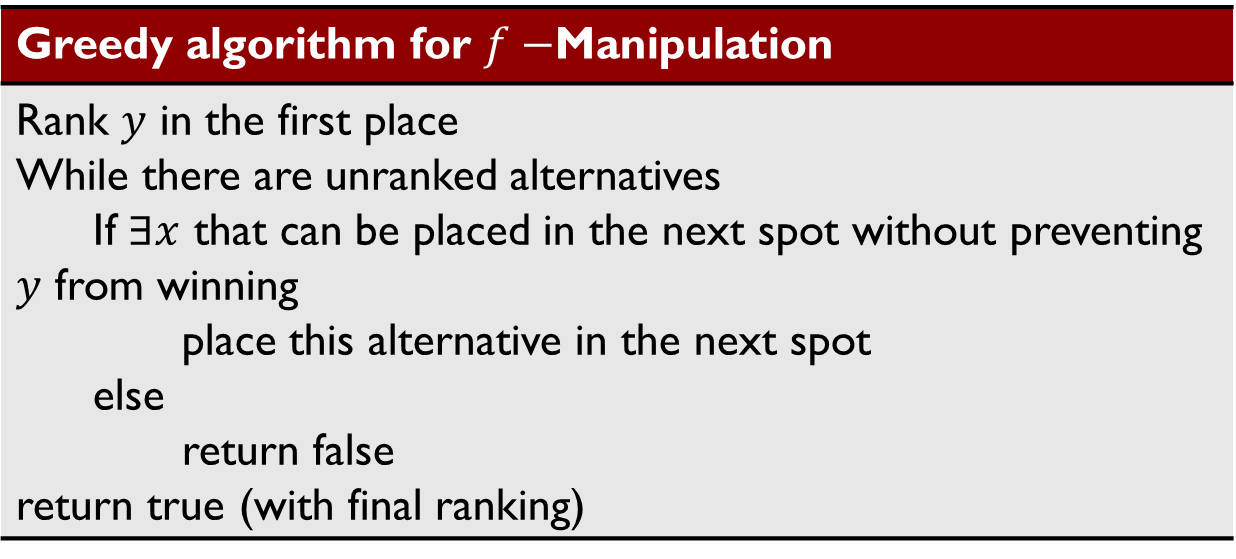 Greedy algorithm for 𝑓 −Manipulation
Rank 𝑦 in the first place
While there are unranked alternatives
If ∃𝑥 that can be placed in the next spot without preventing
𝑦 from winning
place this alternative in the next spot
else
return false
return true (with final ranking)